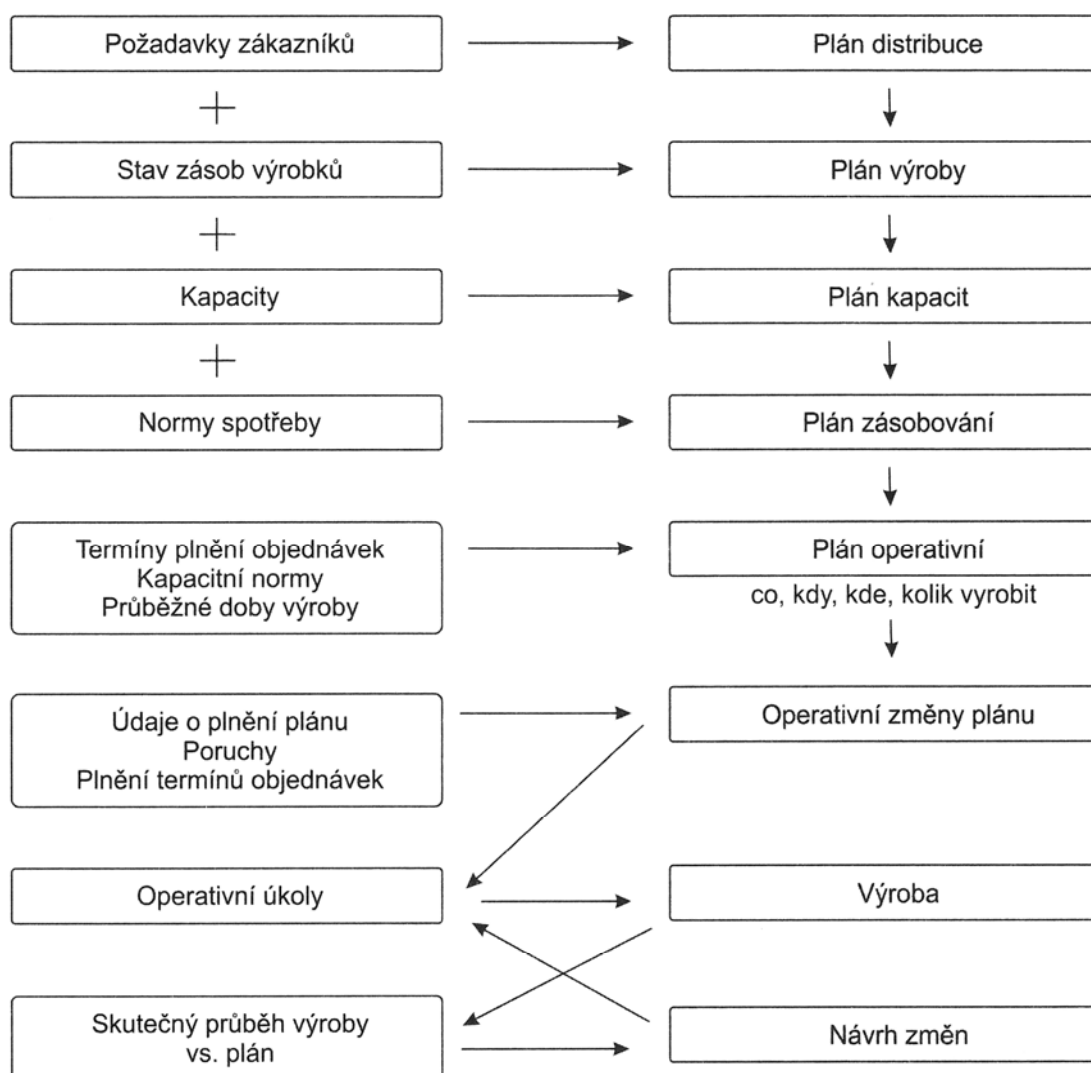 Požadavky zákazníků
Plán distribuce
Stav zásob výrobků
Plán výroby
Kapacity
Plán kapacit
Normy spotřeby
Plán zásobování
Termíny plnění objednávek
Kapacitní normy
Průběžné doby výroby
Plán operativní
co, kdy, kde, kolik vyrobit
Údaje o plnění plánu
Poruchy
Plnění termínů objednávek
Operativní změny plánu
Operativní úkoly
Výroba
Skutečný průběh výroby
vs. plán
Návrh změn